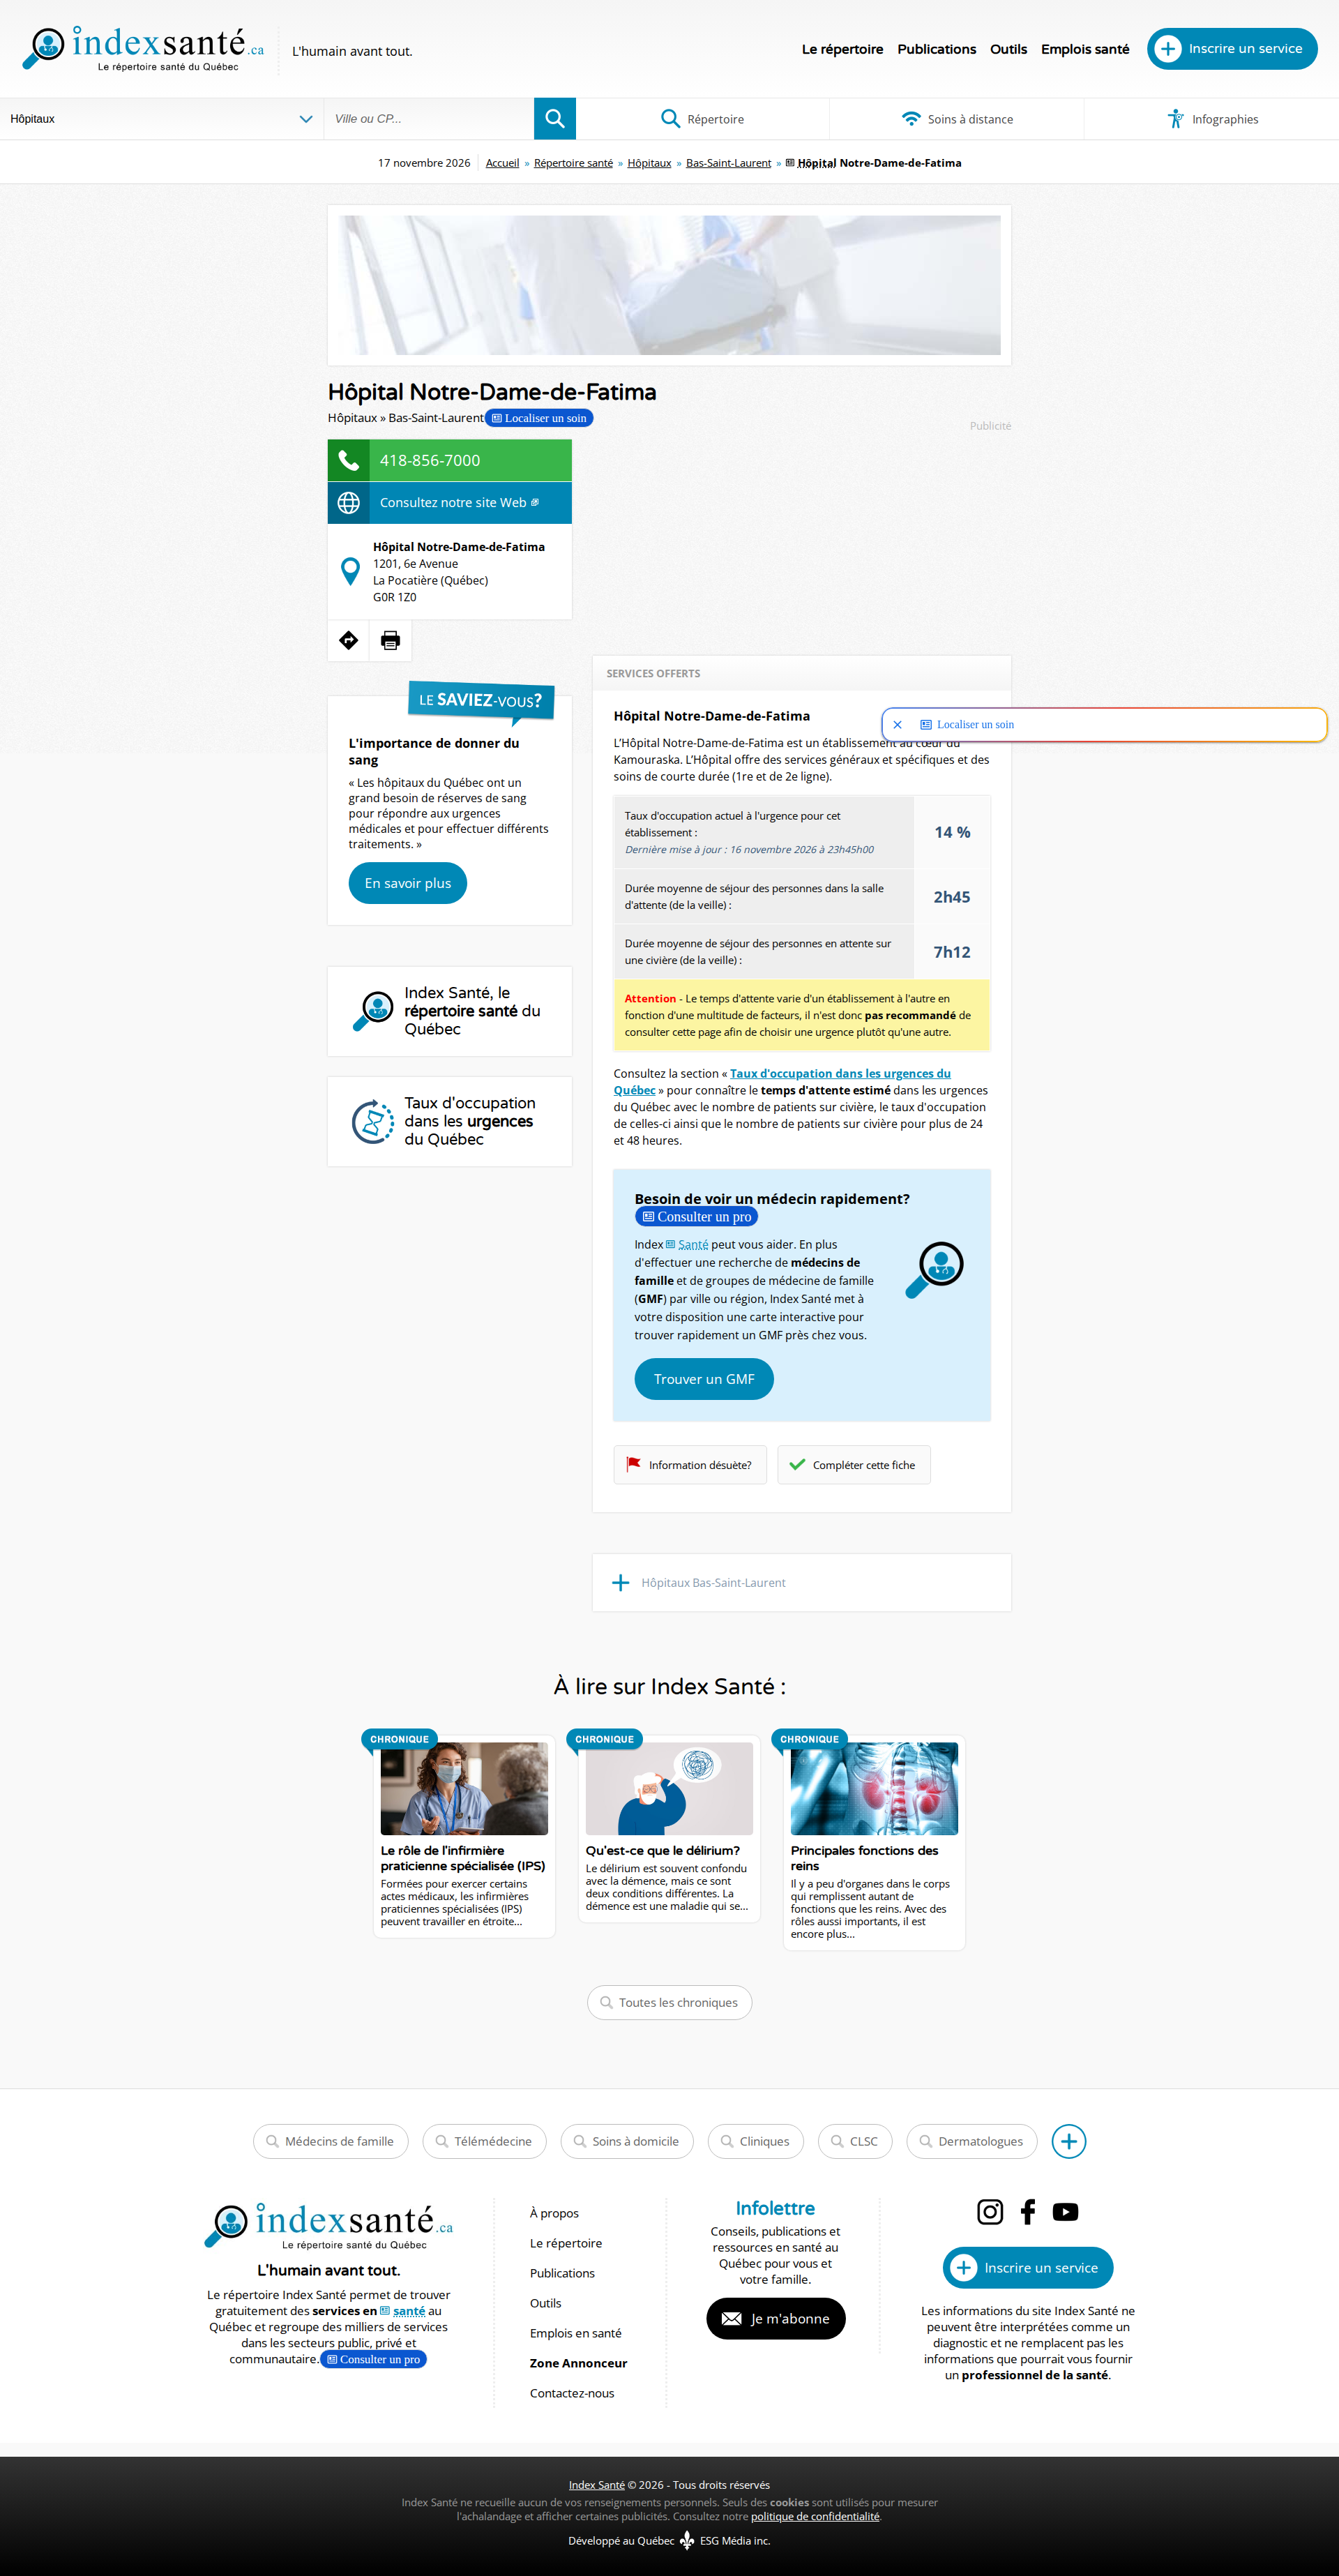 indexsanté.ca
Le répertoire santé du Québec
L'humain avant tout.
Le répertoire
Publications
Outils
Emplois santé
Inscrire un service
Hôpitaux
Ville ou CP...
Répertoire
Soins à distance
Infographies
17 novembre 2026 Accueil » Répertoire santé » Hôpitaux » Bas-Saint-Laurent » Hôpital Notre-Dame-de-Fatima
Hôpital Notre-Dame-de-Fatima
Hôpitaux » Bas-Saint-Laurent Localiser un soin
Publicité
418-856-7000
Consultez notre site Web
Hôpital Notre-Dame-de-Fatima
1201, 6e Avenue
La Pocatière (Québec)
G0R 1Z0
LE SAVIEZ-VOUS?
L'importance de donner du
sang
« Les hôpitaux du Québec ont un
grand besoin de réserves de sang
pour répondre aux urgences
médicales et pour effectuer différents
traitements. »
En savoir plus
Index Santé, le
répertoire santé du
Québec
Taux d'occupation
dans les urgences
du Québec
SERVICES OFFERTS
Hôpital Notre-Dame-de-Fatima
Localiser un soin
L'Hôpital Notre-Dame-de-Fatima est un établissement au cœur du
Kamouraska. L'Hôpital offre des services généraux et spécifiques et des
soins de courte durée (1re et de 2e ligne).
Taux d'occupation actuel à l'urgence pour cet
établissement :
Dernière mise à jour : 16 novembre 2026 à 23h45h00
14 %
Durée moyenne de séjour des personnes dans la salle
d'attente (de la veille) :
2h45
Durée moyenne de séjour des personnes en attente sur
une civière (de la veille) :
7h12
Attention - Le temps d'attente varie d'un établissement à l'autre en
fonction d'une multitude de facteurs, il n'est donc pas recommandé de
consulter cette page afin de choisir une urgence plutôt qu'une autre.
Consultez la section « Taux d'occupation dans les urgences du
Québec » pour connaître le temps d'attente estimé dans les urgences
du Québec avec le nombre de patients sur civière, le taux d'occupation
de celles-ci ainsi que le nombre de patients sur civière pour plus de 24
et 48 heures.
Besoin de voir un médecin rapidement?
Consulter un pro
Index Santé peut vous aider. En plus
d'effectuer une recherche de médecins de
famille et de groupes de médecine de famille
(GMF) par ville ou région, Index Santé met à
votre disposition une carte interactive pour
trouver rapidement un GMF près chez vous.
Trouver un GMF
Information désuète?
Compléter cette fiche
Hôpitaux Bas-Saint-Laurent
À lire sur Index Santé :
CHRONIQUE
Le rôle de l'infirmière
praticienne spécialisée (IPS)
Formées pour exercer certains
actes médicaux, les infirmières
praticiennes spécialisées (IPS)
peuvent travailler en étroite...
CHRONIQUE
Qu'est-ce que le délirium?
Le délirium est souvent confondu
avec la démence, mais ce sont
deux conditions différentes. La
démence est une maladie qui se...
CHRONIQUE
Principales fonctions des
reins
Il y a peu d'organes dans le corps
qui remplissent autant de
fonctions que les reins. Avec des
rôles aussi importants, il est
encore plus...
Toutes les chroniques
Médecins de famille
Télémédecine
Soins à domicile
Cliniques
CLSC
Dermatologues
indexsanté.ca
Le répertoire santé du Québec
L'humain avant tout.
Le répertoire Index Santé permet de trouver
gratuitement des services en santé au
Québec et regroupe des milliers de services
dans les secteurs public, privé et
communautaire. Consulter un pro
À propos
Le répertoire
Publications
Outils
Emplois en santé
Zone Annonceur
Contactez-nous
Infolettre
Conseils, publications et
ressources en santé au
Québec pour vous et
votre famille.
Je m'abonne
Inscrire un service
Les informations du site Index Santé ne
peuvent être interprétées comme un
diagnostic et ne remplacent pas les
informations que pourrait vous fournir
un professionnel de la santé.
Index Santé © 2026 - Tous droits réservés
Index Santé ne recueille aucun de vos renseignements personnels. Seuls des cookies sont utilisés pour mesurer
l'achalandage et afficher certaines publicités. Consultez notre politique de confidentialité.
Développé au Québec ESG Média inc.